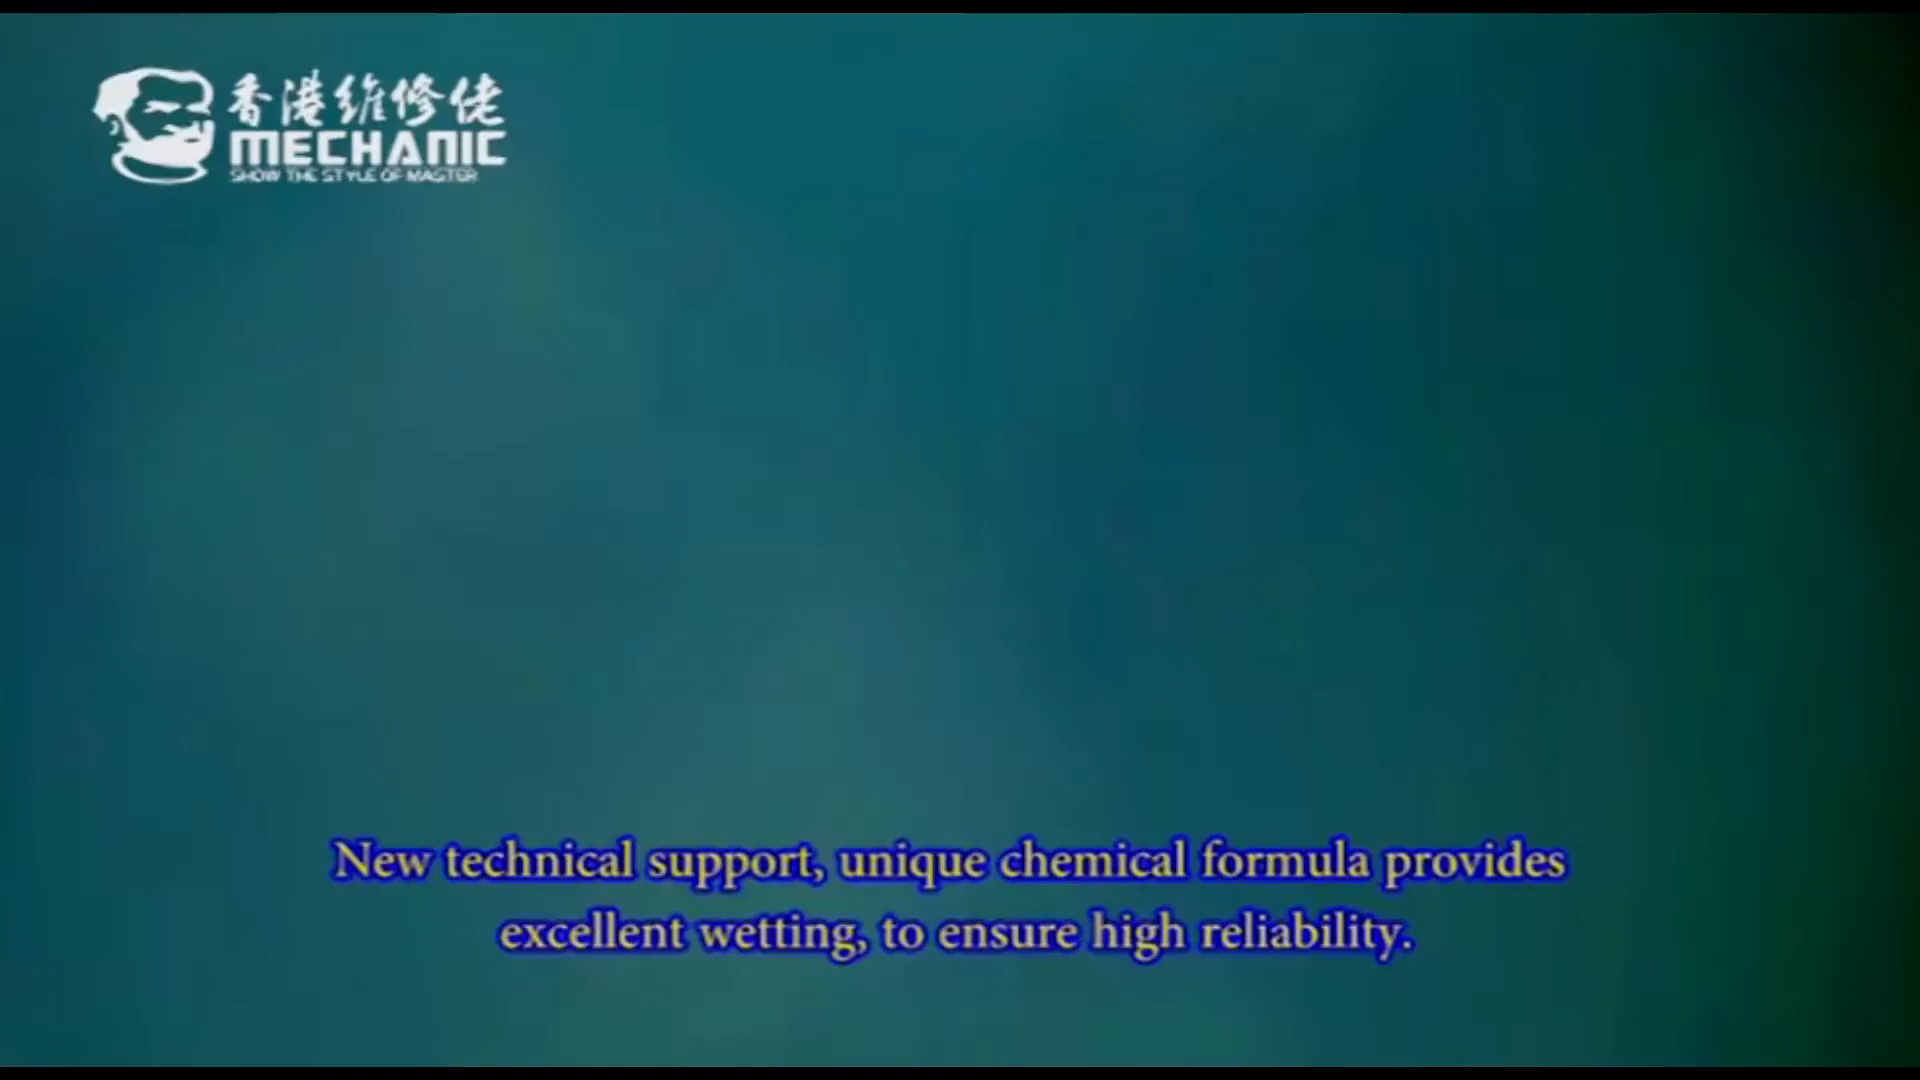 香港维修佬
MECHANIC
SHOW THE STYLE OF MASTER
New technical support, unique chemical formula provides
excellent wetting, to ensure high reliability.